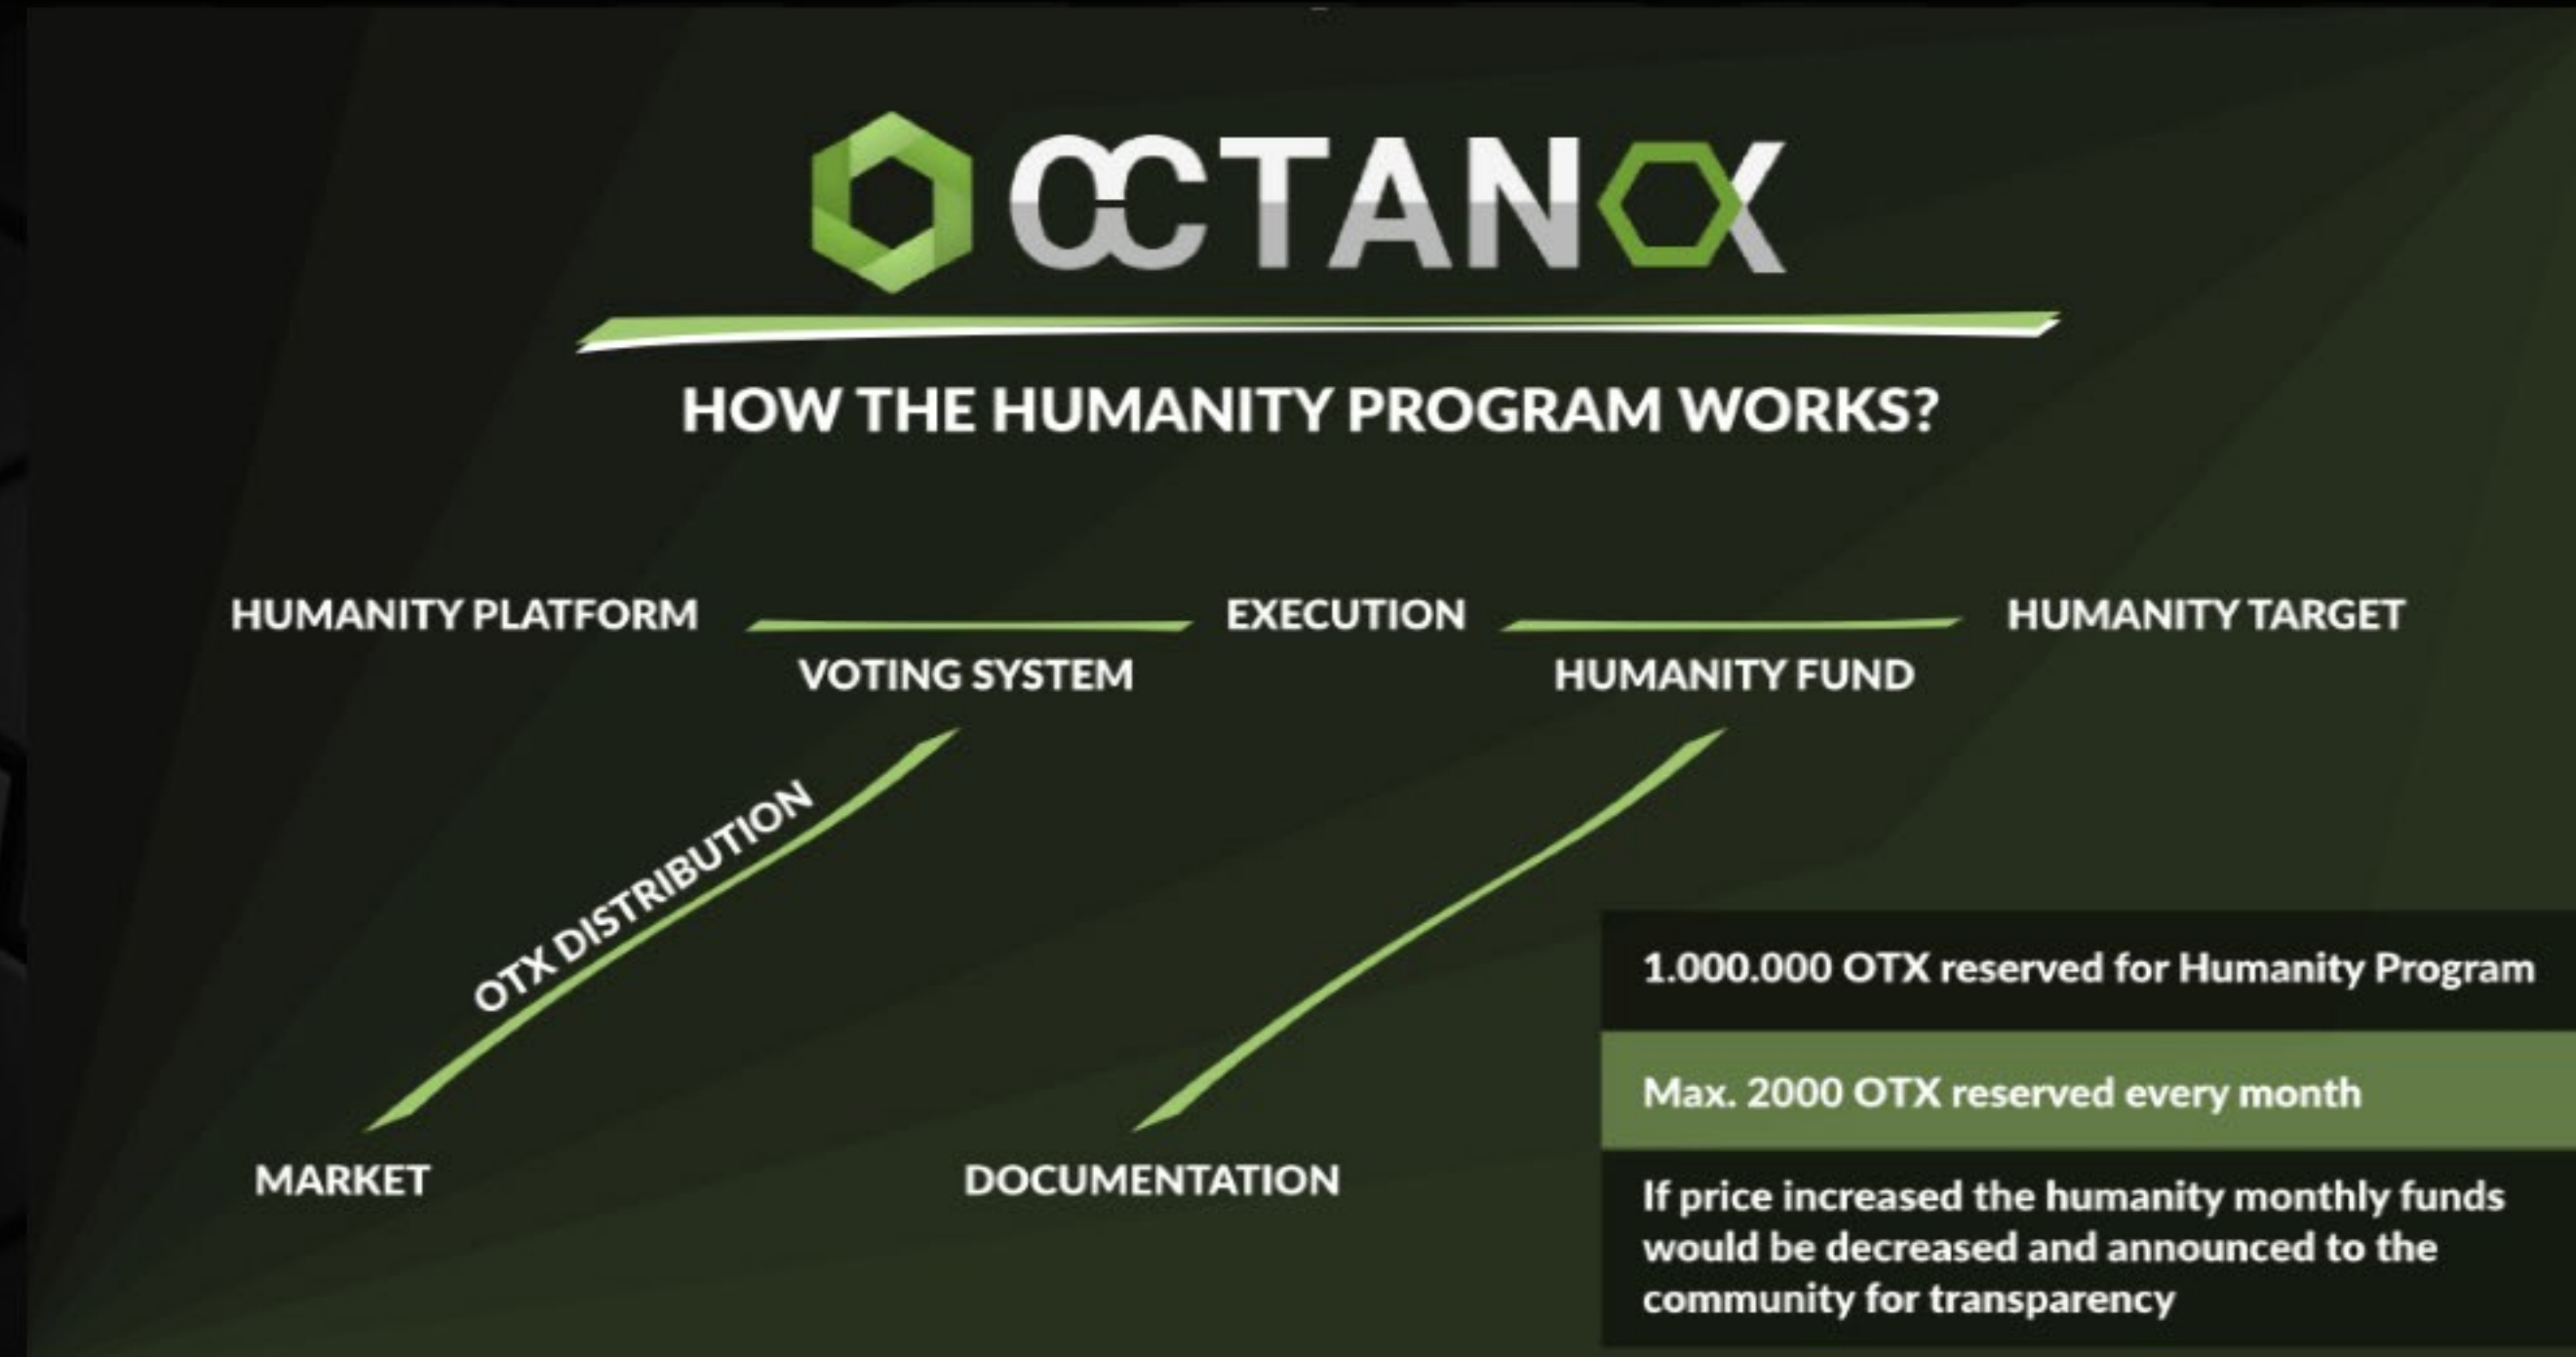 OCTANOX
HOW THE HUMANITY PROGRAM WORKS?
HUMANITY PLATFORM
EXECUTION
HUMANITY TARGET
VOTING SYSTEM
HUMANITY FUND
OTX DISTRIBUTION
MARKET
DOCUMENTATION
1.000.000 OTX reserved for Humanity Program
Max. 2000 OTX reserved every month
If price increased the humanity monthly funds
would be decreased and announced to the
community for transparency